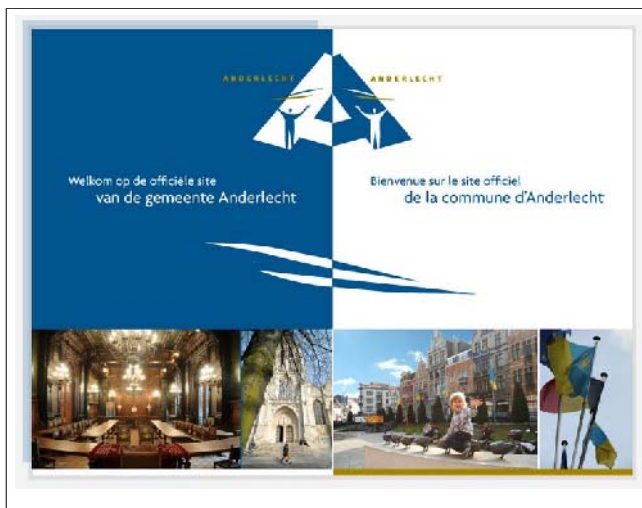 ANDERLECHT
ANDERLECHT
Welkom op de officiële site
van de gemeente Anderlecht
Bienvenue sur le site officiel
de la commune d'Anderlecht